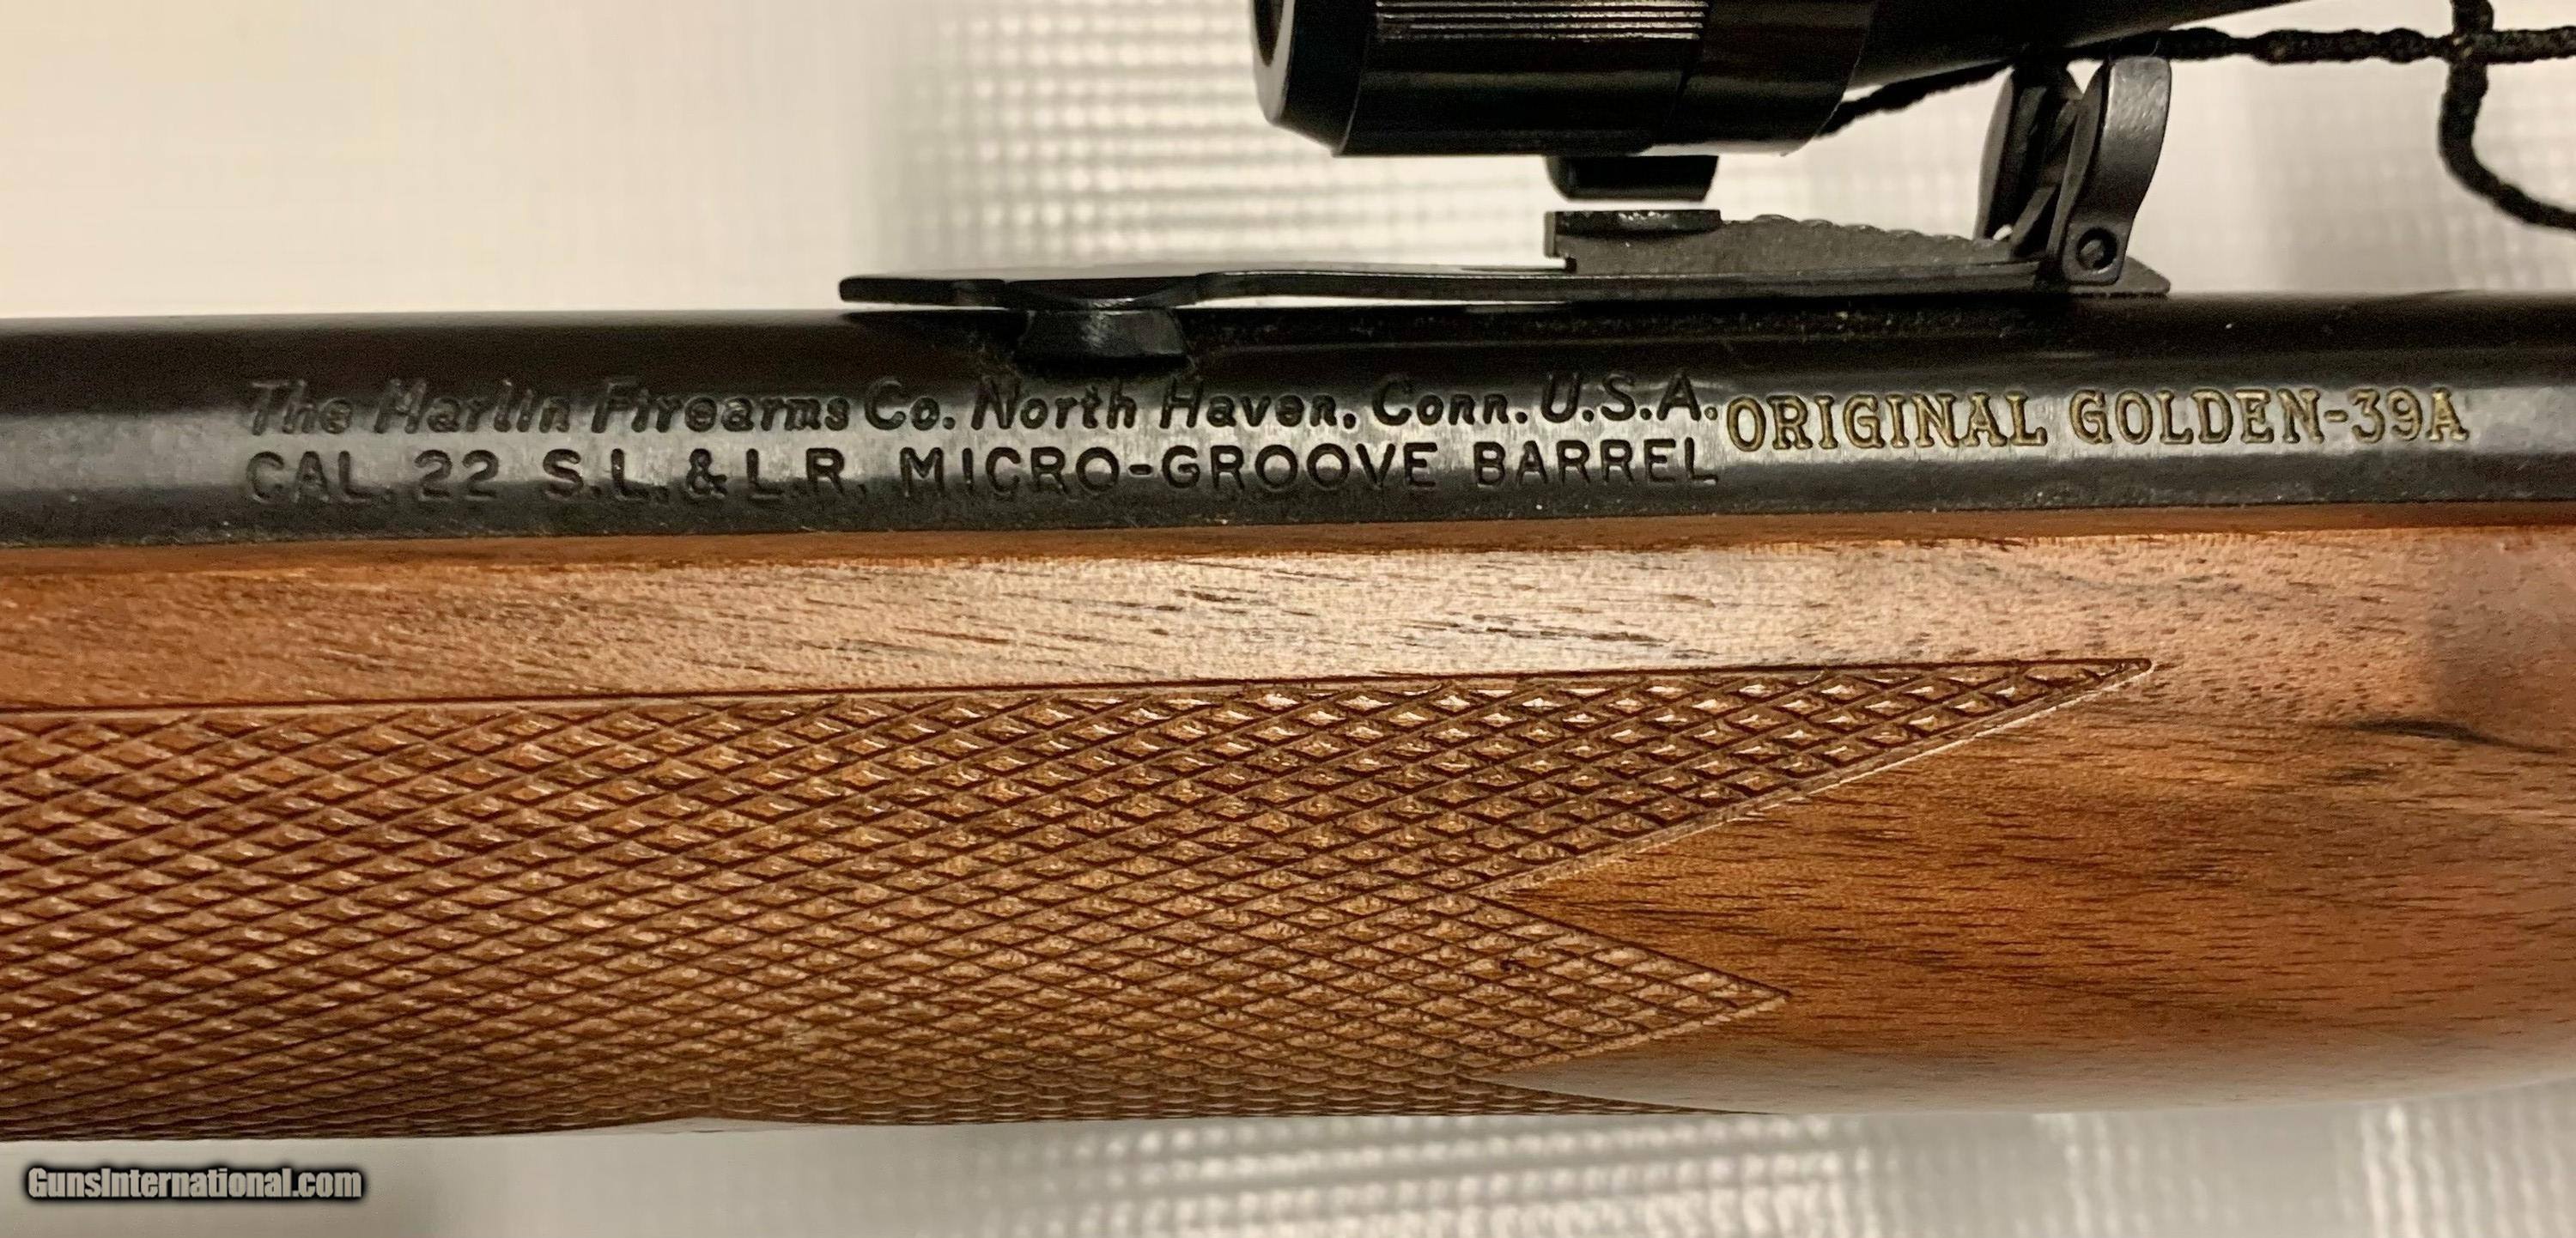 The Marlin Firearms Co. North Haven, Conn. U.S.A. ORIGINAL GOLDEN-39A
CAL. 22 S.L. & L.R. MICRO-GROOVE BARREL
GunsInternational.com